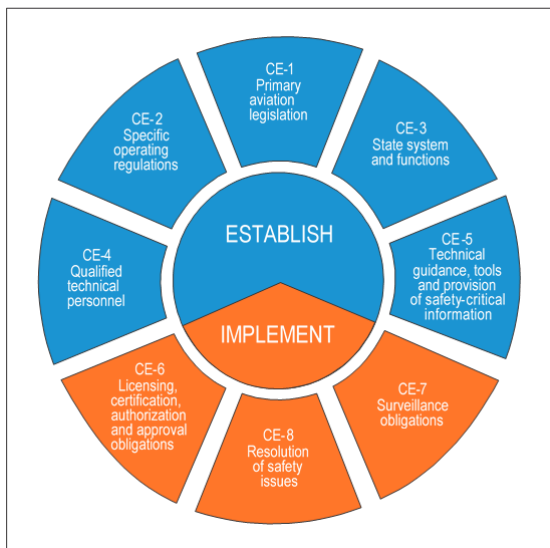 CE-1
Primary
aviation
legislation
CE-2
Specific
operating
regulations
CE-3
State system
and functions
ESTABLISH
CE-4
Qualified
technical
personnel
CE-5
Technical
guidance, tools
and provision
of safety-critical
information
IMPLEMENT
CE-6
Licensing,
certification,
authorization
and approval
obligations
CE-7
Surveillance
obligations
CE-8
Resolution
of safety
issues